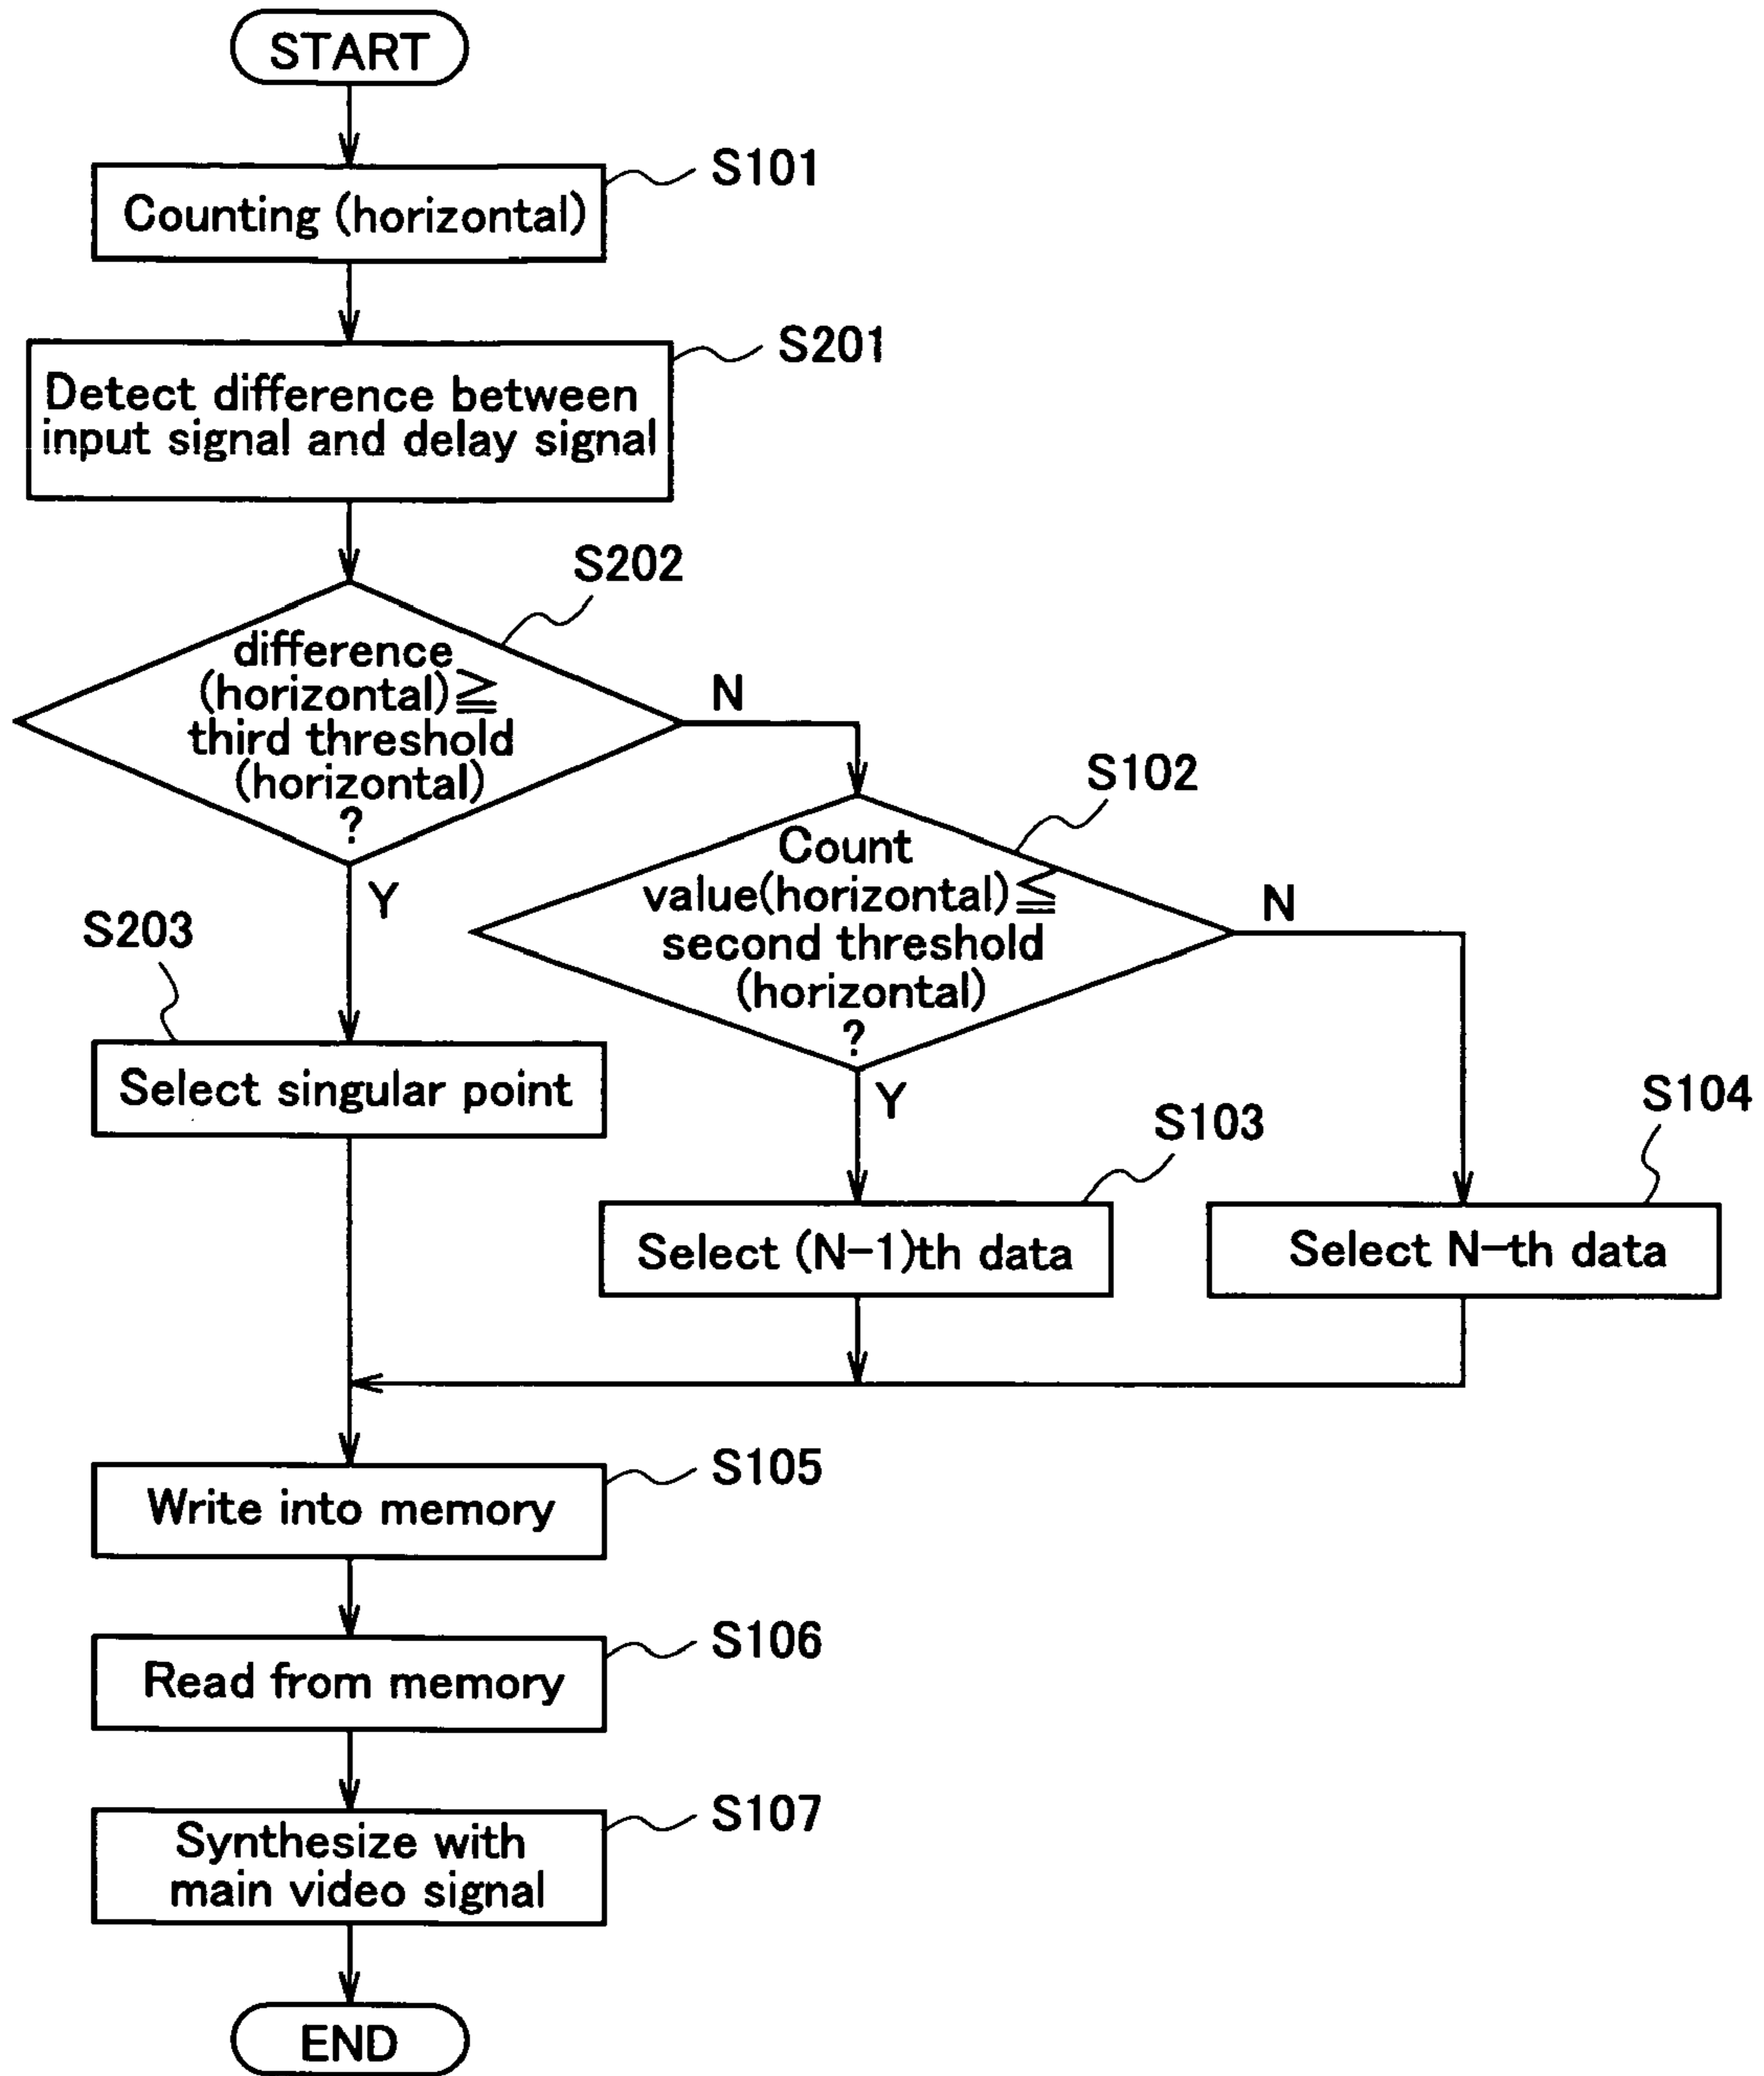 START
S101
Counting (horizontal)
S201
Detect difference between
input signal and delay signal
S202
difference
(horizontal)≧
third threshold
(horizontal)
?
N
Y
S102
Count
value(horizontal)≦
second threshold
(horizontal)
?
N
Y
S203
Select singular point
S103
Select (N-1)th data
S104
Select N-th data
S105
Write into memory
S106
Read from memory
S107
Synthesize with
main video signal
END